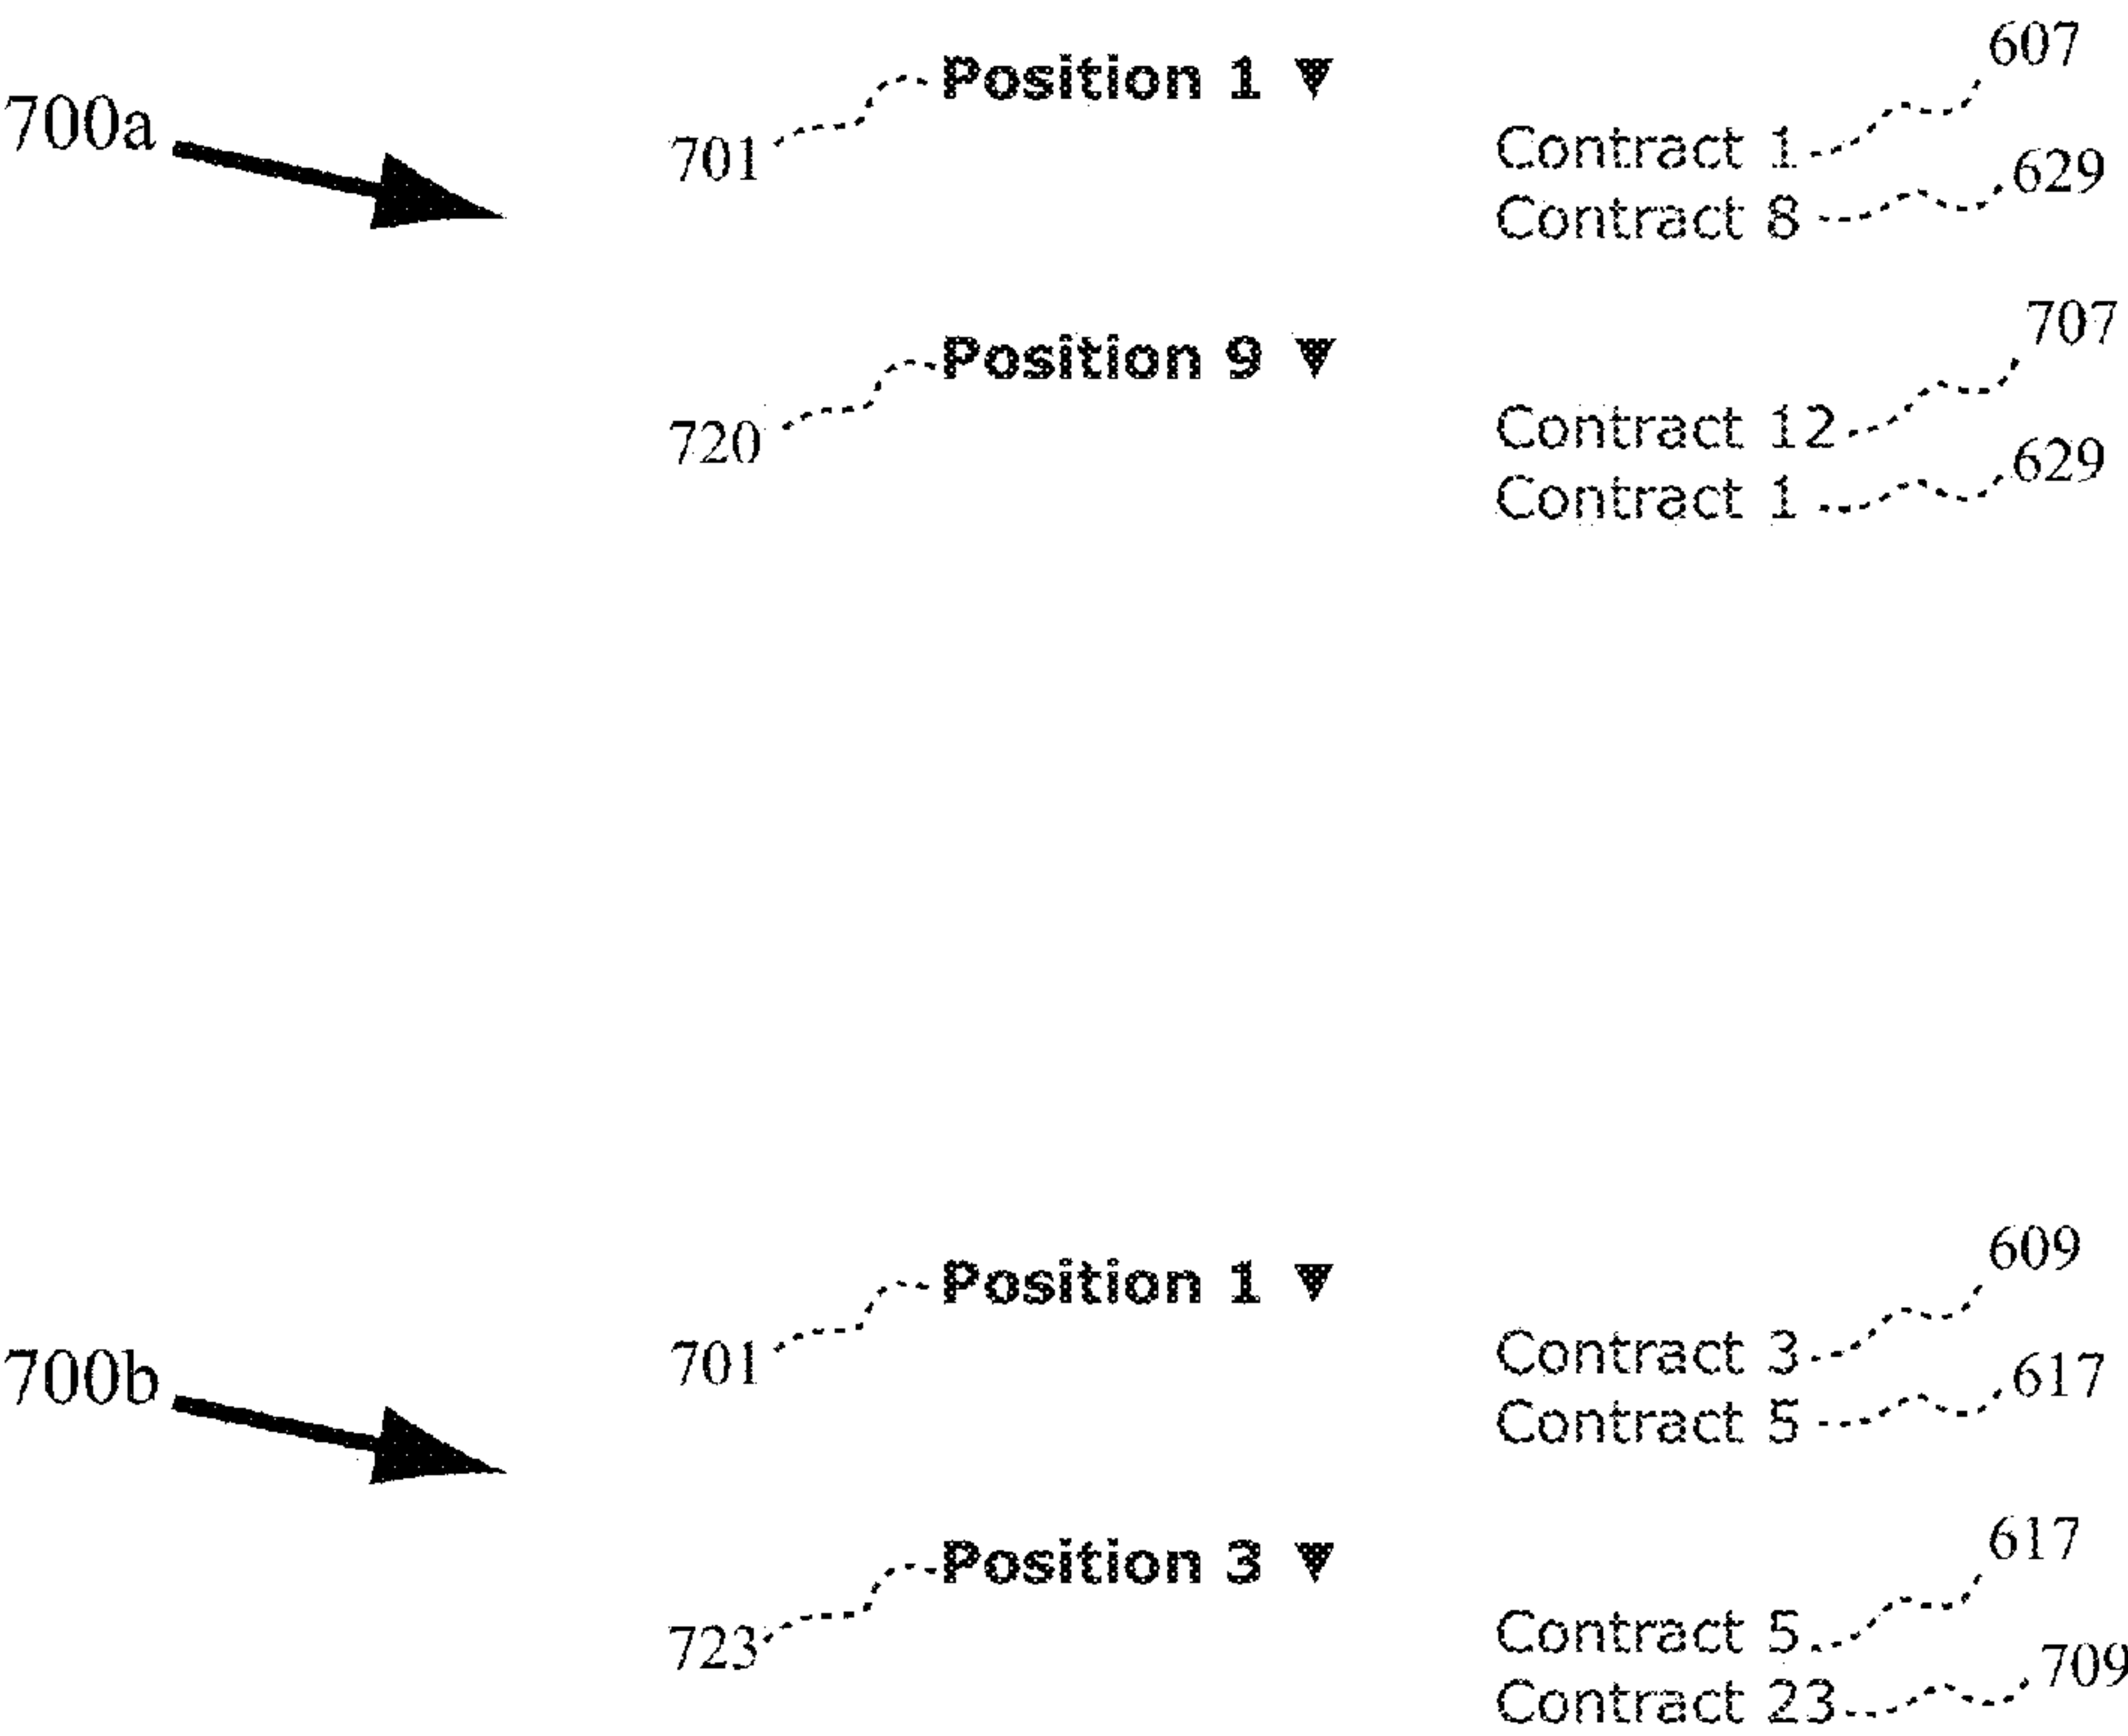 607
Position 1 ▼
700a
701
Contract 1
629
Contract 8
707
Position 9 ▼
720
Contract 12
629
Contract 1
609
Position 1 ▼
700b
701
Contract 3
617
Contract 5
617
Position 3 ▼
723
Contract 5
709
Contract 23